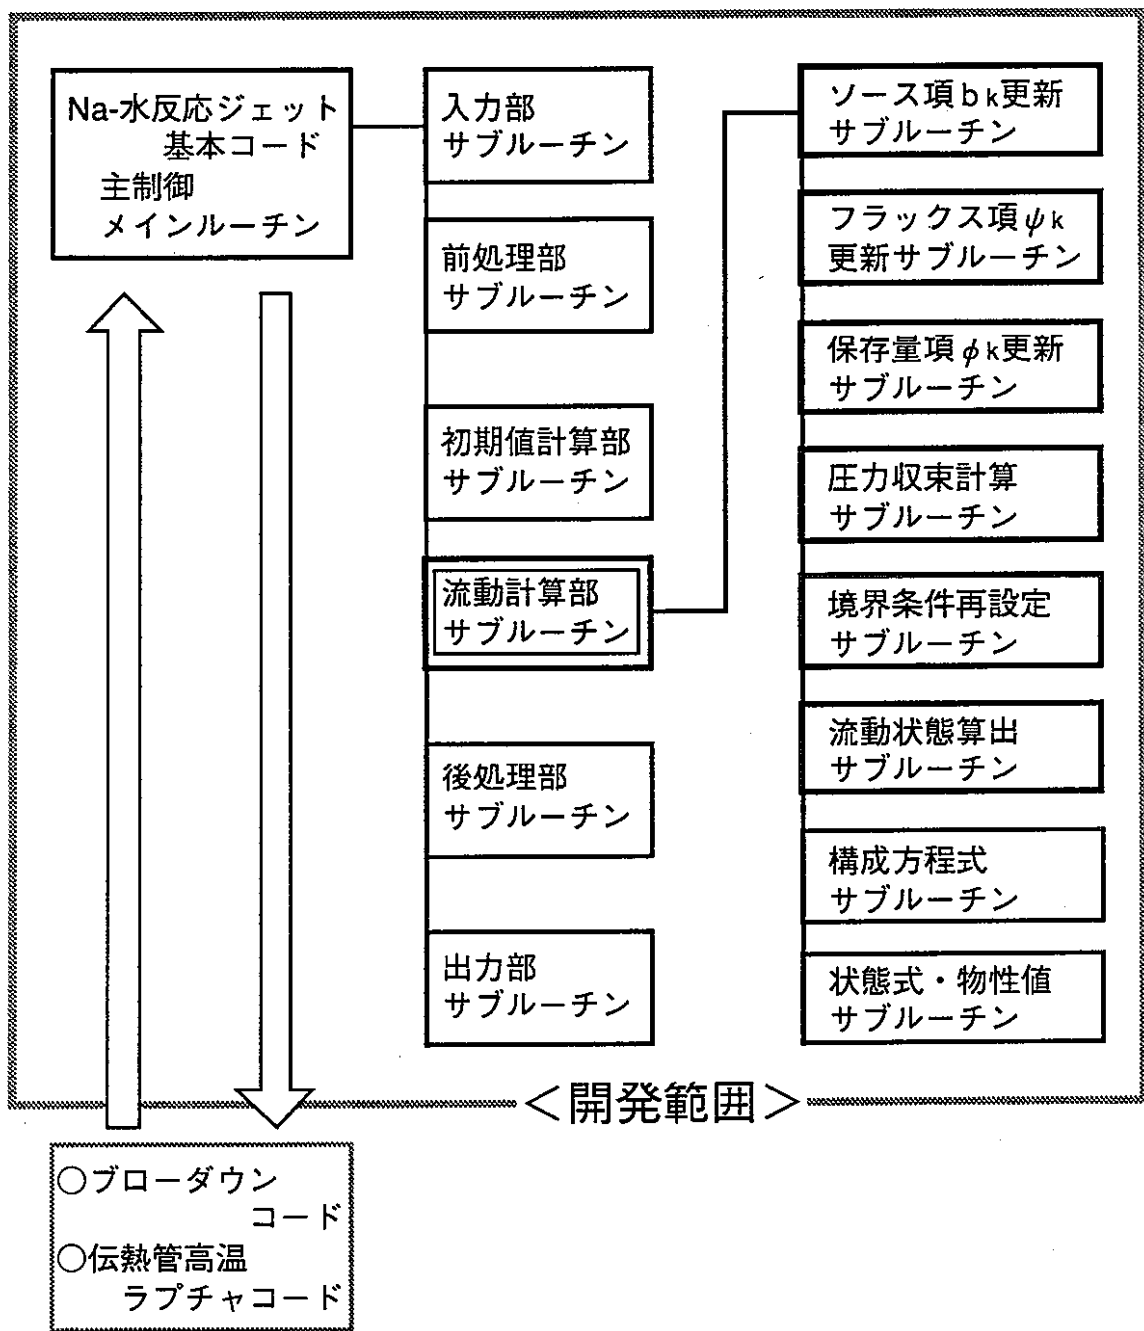 Na-水反応ジェット
基本コード
主制御
メインルーチン
入力部
サブルーチン
前処理部
サブルーチン
初期値計算部
サブルーチン
流動計算部
サブルーチン
後処理部
サブルーチン
出力部
サブルーチン
ソース項bk更新
サブルーチン
フラックス項ψk
更新サブルーチン
保存量項φk更新
サブルーチン
圧力収束計算
サブルーチン
境界条件再設定
サブルーチン
流動状態算出
サブルーチン
構成方程式
サブルーチン
状態式・物性値
サブルーチン
＜開発範囲＞
○ブローダウン
コード
○伝熱管高温
ラプチャコード